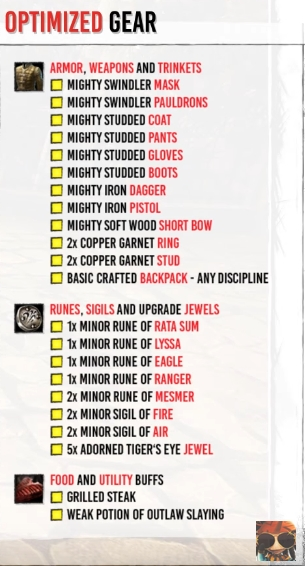 OPTIMIZED GEAR
ARMOR, WEAPONS AND TRINKETS
MIGHTY SWINDLER MASK
MIGHTY SWINDLER PAULDRONS
MIGHTY STUDDED COAT
MIGHTY STUDDED PANTS
MIGHTY STUDDED GLOVES
MIGHTY STUDDED BOOTS
MIGHTY IRON DAGGER
MIGHTY IRON PISTOL
MIGHTY SOFT WOOD SHORT BOW
2X COPPER GARNET RING
2X COPPER GARNET STUD
BASIC CRAFTED BACKPACK - ANY DISCIPLINE
RUNES, SIGILS AND UPGRADE JEWELS
1X MINOR RUNE OF RATA SUM
1X MINOR RUNE OF LYSSA
1X MINOR RUNE OF EAGLE
1X MINOR RUNE OF RANGER
2X MINOR RUNE OF MESMER
2X MINOR SIGIL OF FIRE
2X MINOR SIGIL OF AIR
5X ADORNED TIGER'S EYE JEWEL
FOOD AND UTILITY BUFFS
GRILLED STEAK
WEAK POTION OF OUTLAW SLAYING